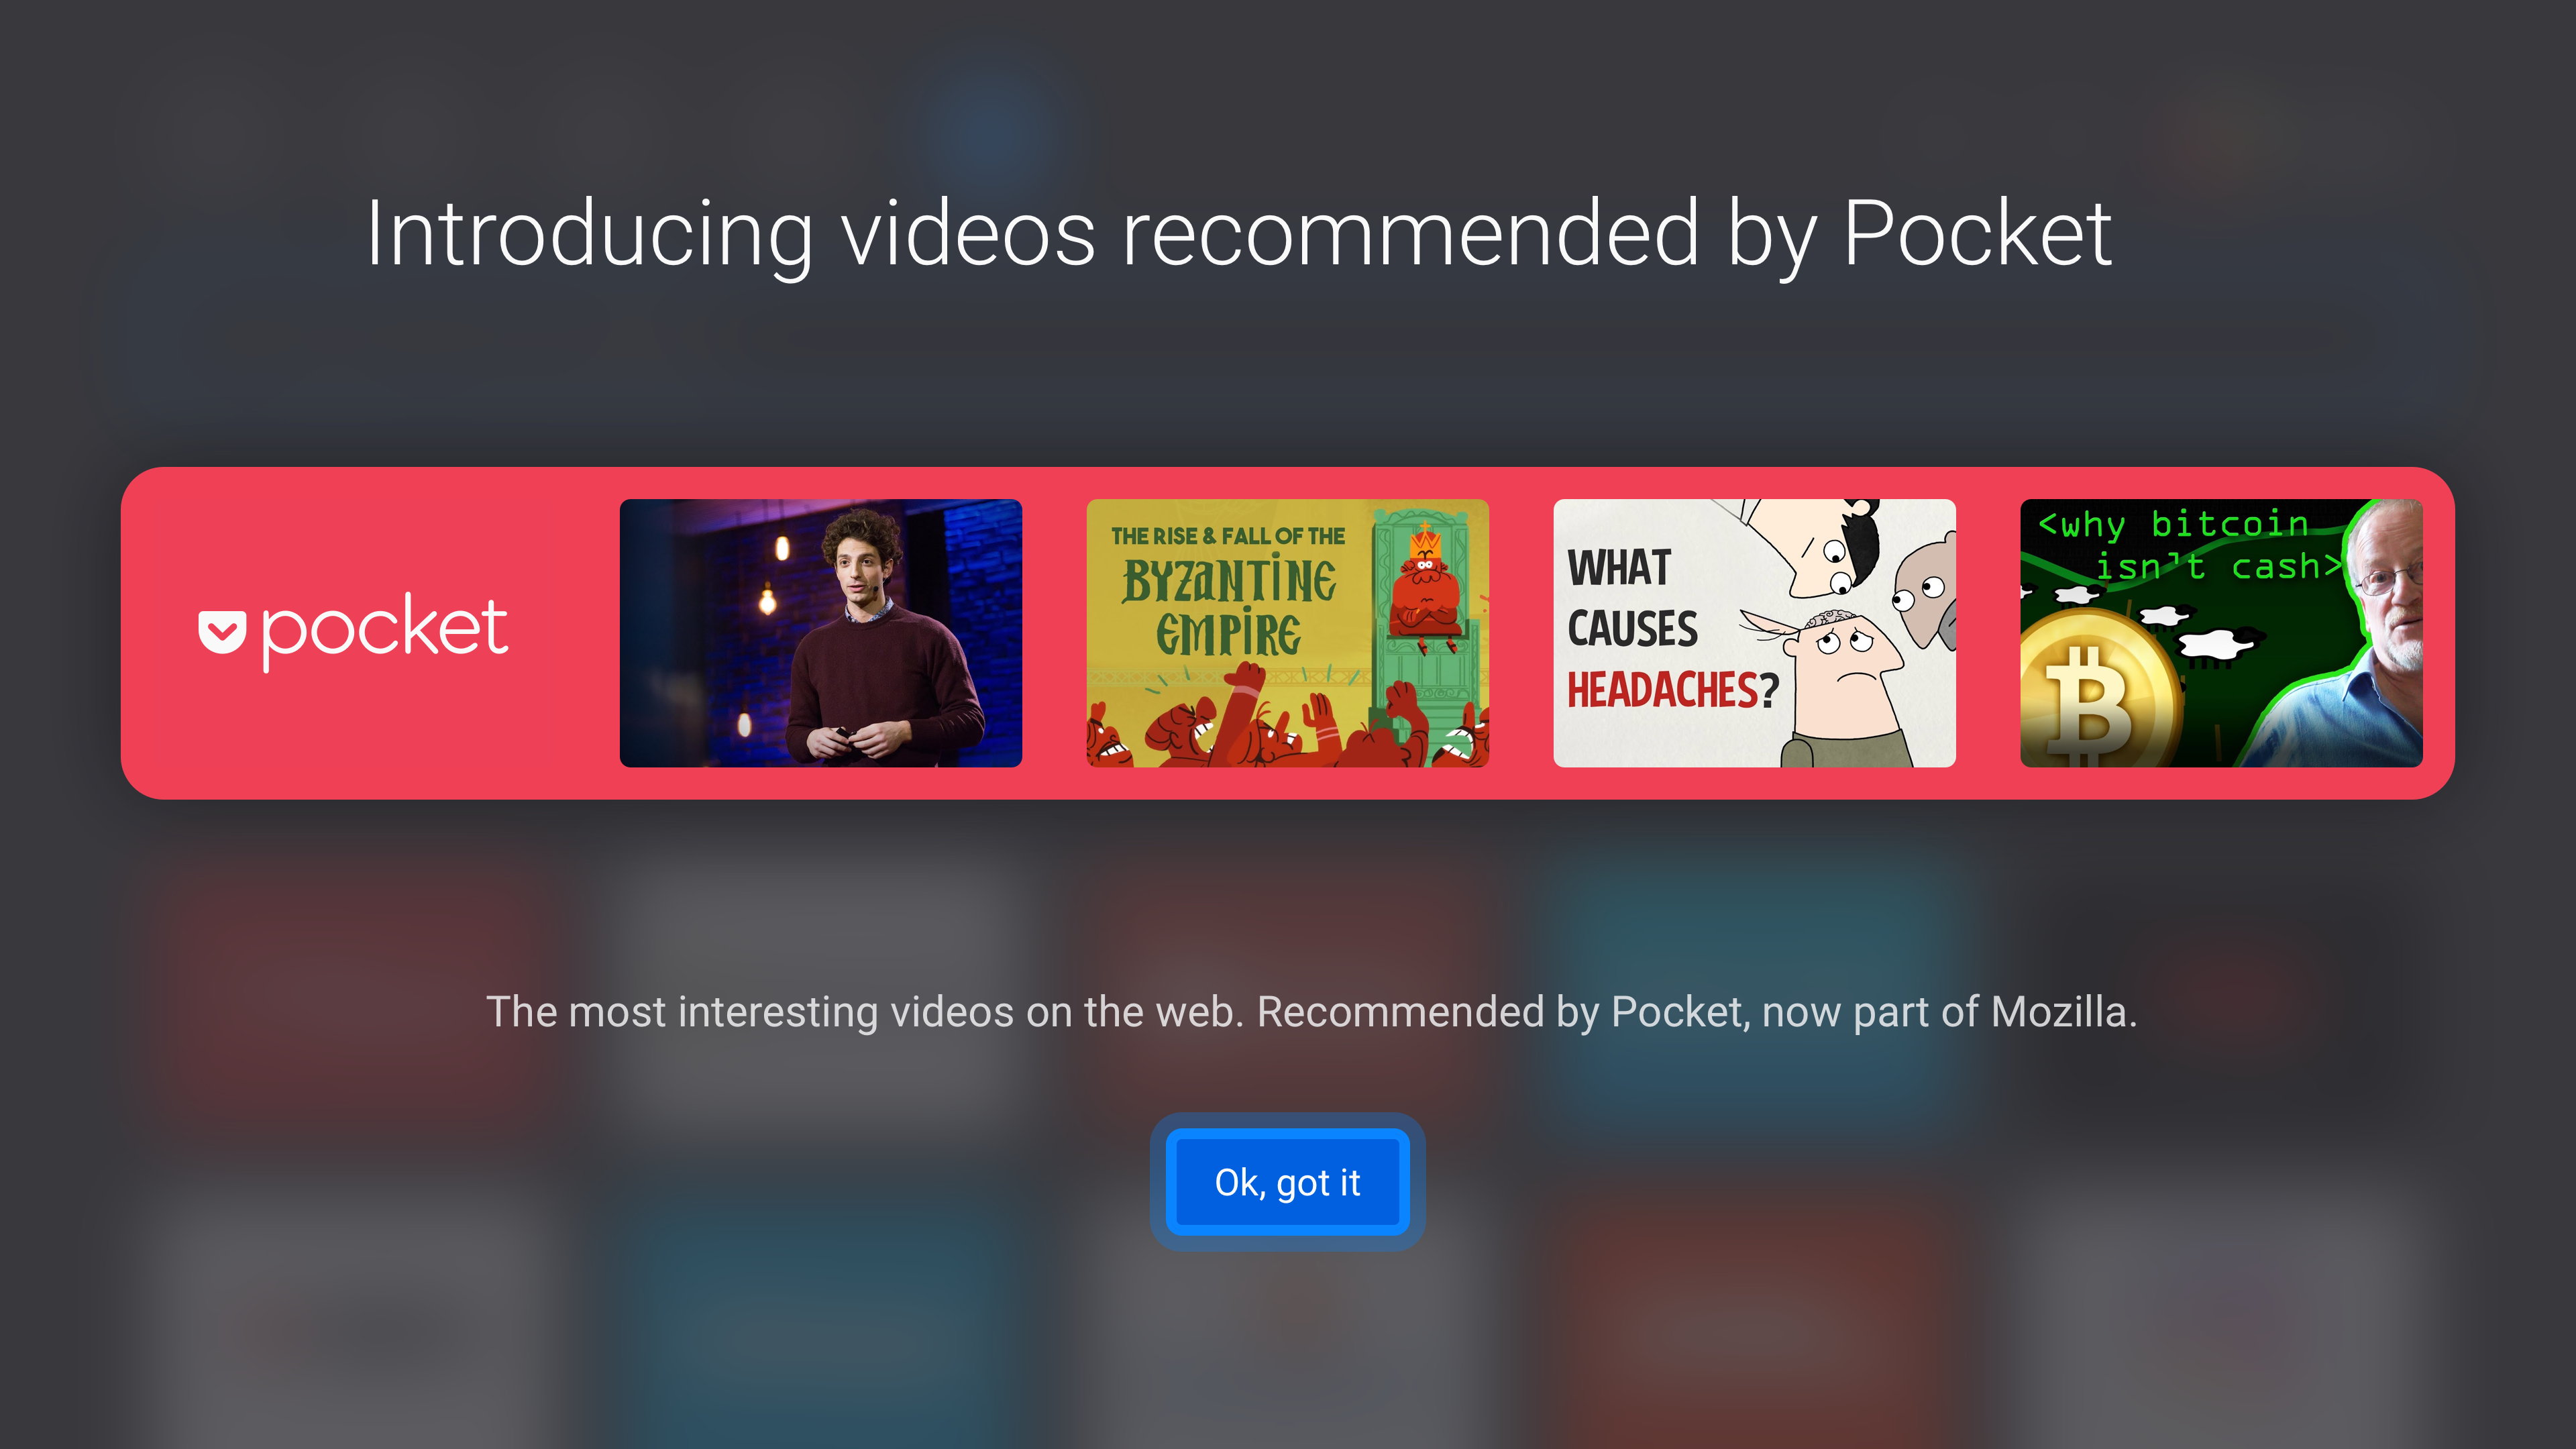 Introducing videos recommended by Pocket
pocket
THE RISE & FALL OF THE
BYZANTINE
EMPIRE
WHAT
CAUSES
HEADACHES?
<why bitcoin
isn't cash>
The most interesting videos on the web. Recommended by Pocket, now part of Mozilla.
Ok, got it